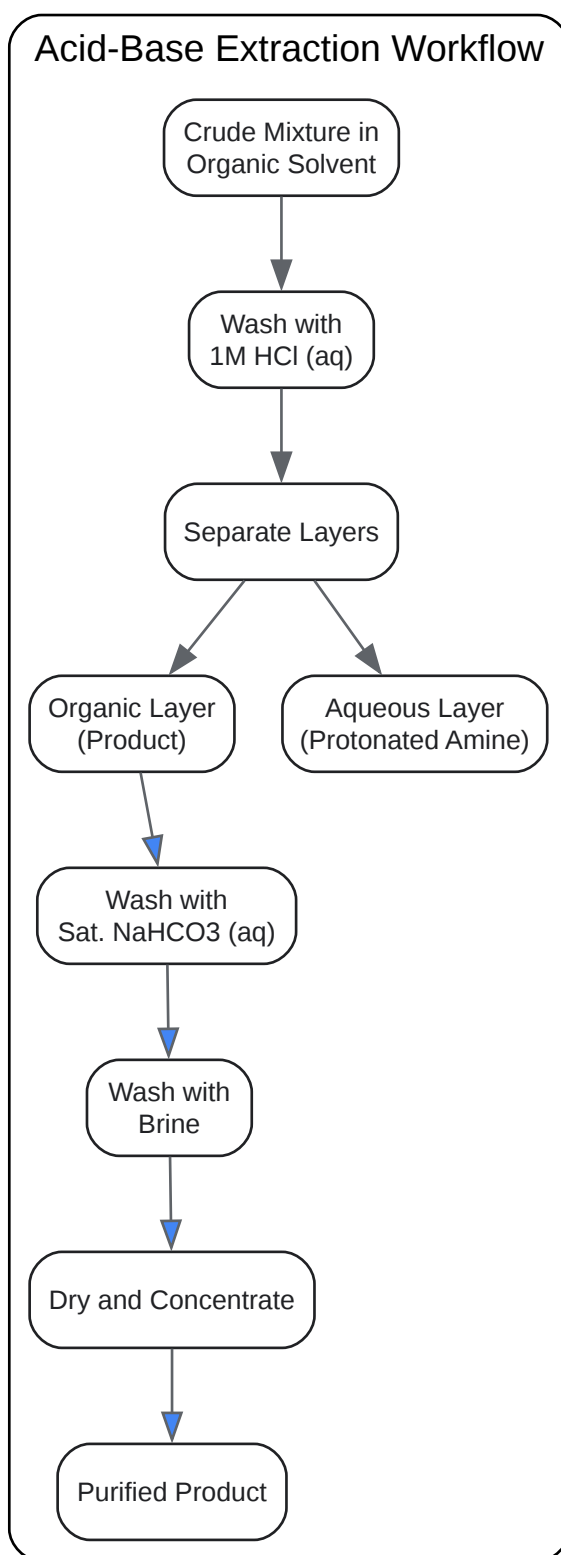 Acid-Base Extraction Workflow
Crude Mixture in
Organic Solvent
Wash with
1M HCl (aq)
Separate Layers
Organic Layer
(Product)
Aqueous Layer
(Protonated Amine)
Wash with
Sat. NaHCO3 (aq)
Wash with
Brine
Dry and Concentrate
Purified Product